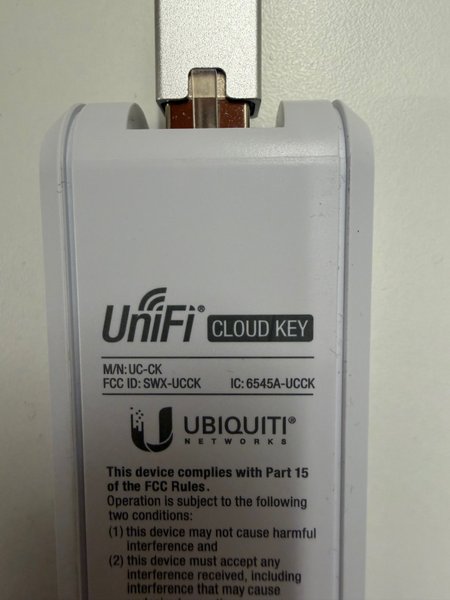 UniFi® CLOUD KEY
M/N: UC-CK
FCC ID: SWX-UCCK IC: 6545A-UCCK
UBIQUITI®
NETWORKS
This device complies with Part 15
of the FCC Rules.
Operation is subject to the following
two conditions:
(1) this device may not cause harmful
interference and
(2) this device must accept any
interference received, including
interference that may cause